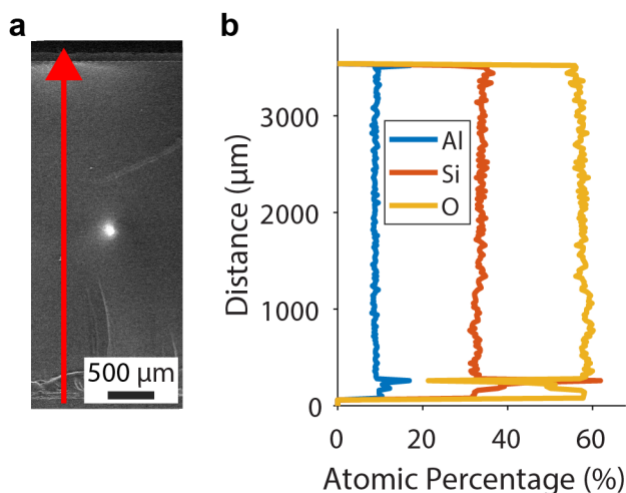 a
500 µm
b
Distance (µm)
3000
2000
1000
0
Al
Si
O
0
20
40
60
Atomic Percentage (%)